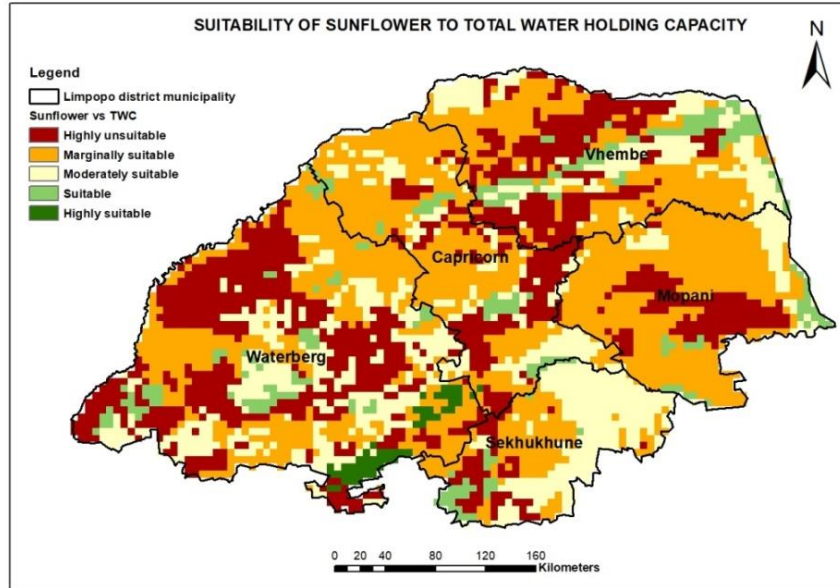 SUITABILITY OF SUNFLOWER TO TOTAL WATER HOLDING CAPACITY
N
Legend
Limpopo district municipality
Sunflower vs TWC
Highly unsuitable
Marginally suitable
Moderately suitable
Suitable
Highly suitable
Vhembe
Capricorn
Mopani
Waterberg
Sekhukhune
0 20 40 80 120 160
Kilometers